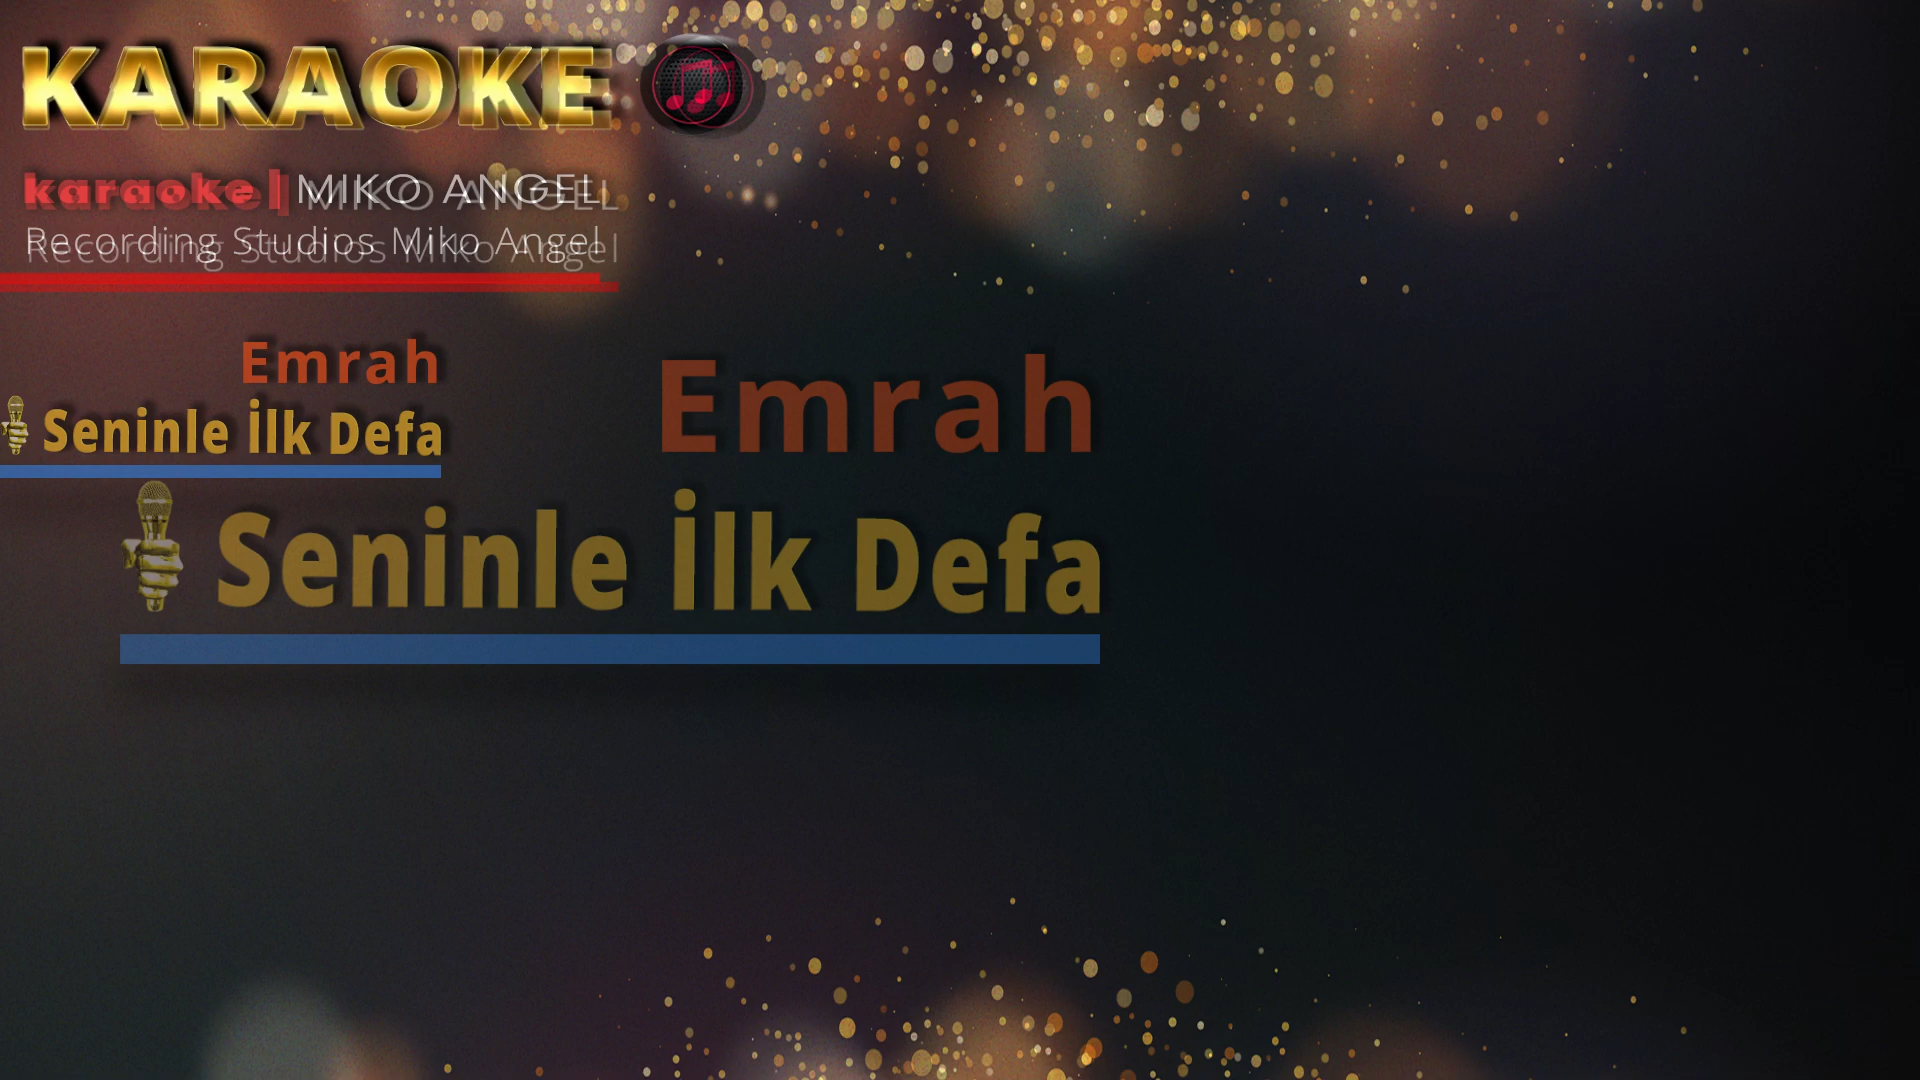 KARAOKE
karaoke | MIKO ANGEL
Recording Studios Miko Angel
Emrah
Seninle İlk Defa
Emrah
Seninle İlk Defa